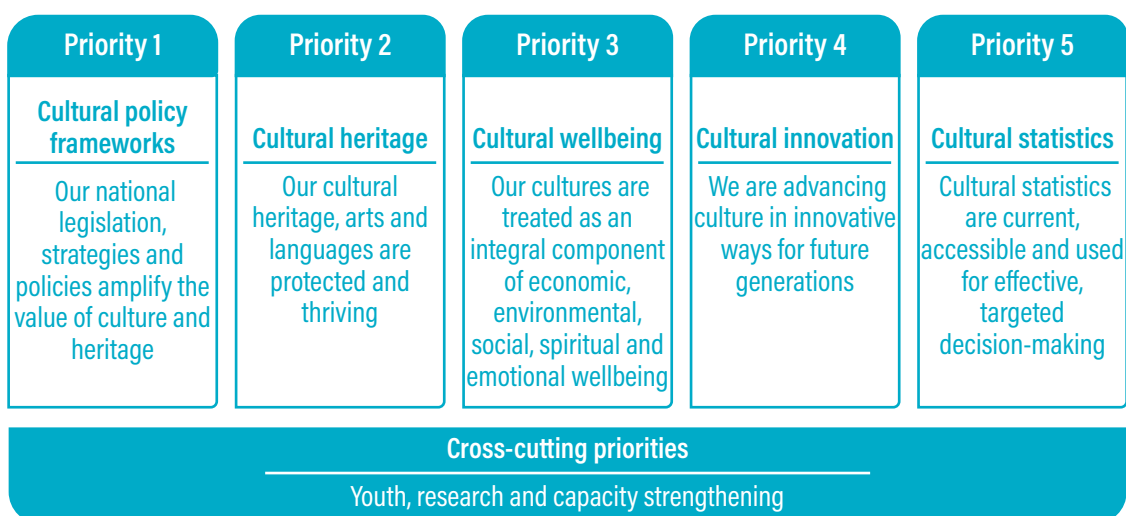 Priority 1
Cultural policy
frameworks
Our national
legislation,
strategies and
policies amplify the
value of culture and
heritage
Priority 2
Cultural heritage
Our cultural
heritage, arts and
languages are
protected and
thriving
Priority 3
Cultural wellbeing
Our cultures are
treated as an
integral component
of economic,
environmental,
social, spiritual and
emotional wellbeing
Priority 4
Cultural innovation
We are advancing
culture in innovative
ways for future
generations
Priority 5
Cultural statistics
Cultural statistics
are current,
accessible and used
for effective,
targeted
decision-making
Cross-cutting priorities
Youth, research and capacity strengthening